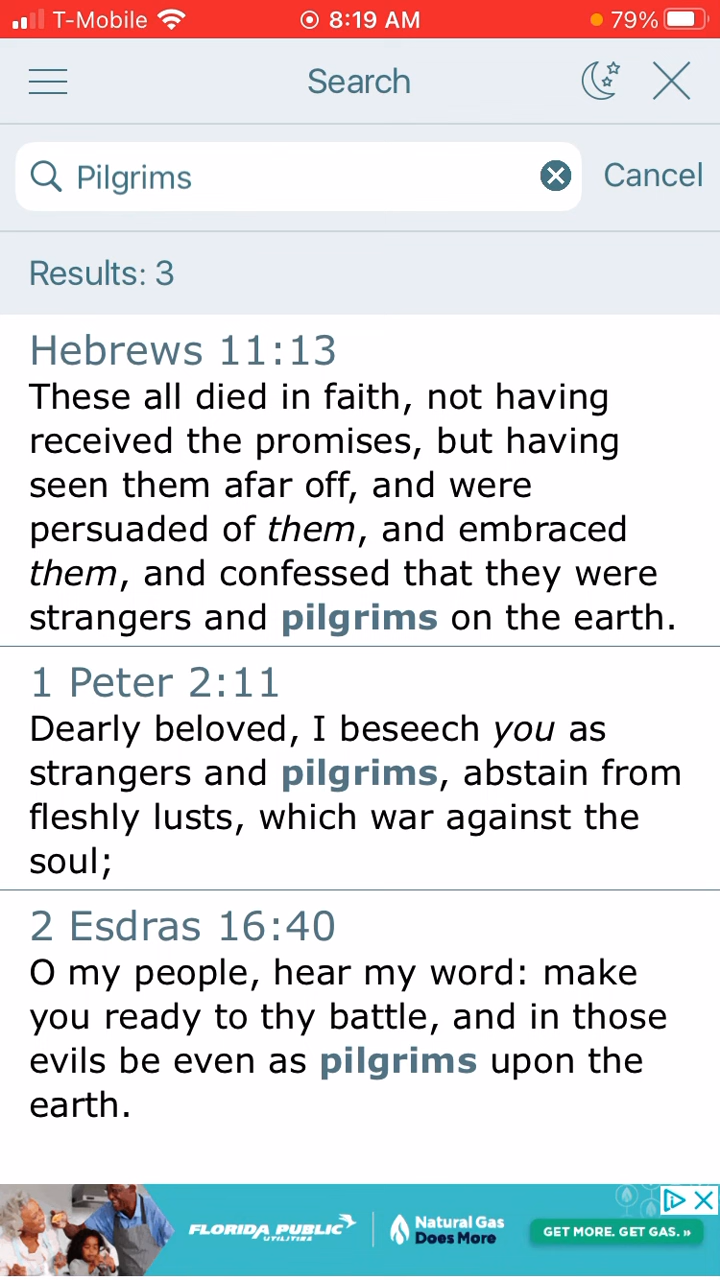 T-Mobile 8:19 AM 79%
Search
Pilgrims Cancel
Results: 3
Hebrews 11:13
These all died in faith, not having
received the promises, but having
seen them afar off, and were
persuaded of them, and embraced
them, and confessed that they were
strangers and pilgrims on the earth.
1 Peter 2:11
Dearly beloved, I beseech you as
strangers and pilgrims, abstain from
fleshly lusts, which war against the
soul;
2 Esdras 16:40
O my people, hear my word: make
you ready to thy battle, and in those
evils be even as pilgrims upon the
earth.
FLORIDA PUBLIC
UTILITIES
Natural Gas
Does More
GET MORE. GET GAS. »